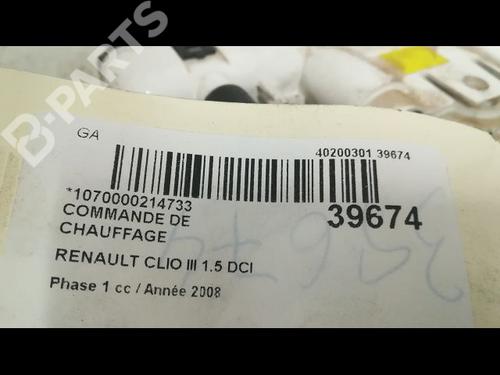 B-PARTS
GA
40200301 39674
*1070000214733
39674
COMMANDE DE
CHAUFFAGE
RENAULT CLIO III 1.5 DCI
Phase 1 cc / Année 2008